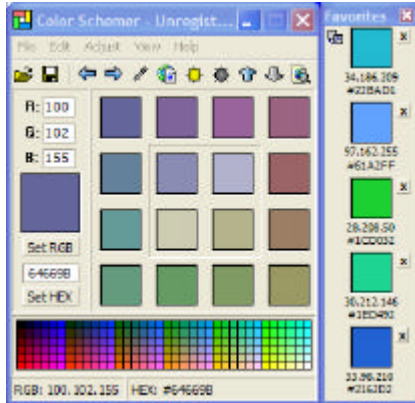 Color Schemer - Unregist...
File Edit Adjust View Help
R: 100
G: 102
B: 155
Set RGB
64669B
Set HEX
RGB: 100.102.155 HEX: #64669B
Favorites
34.186.209
#22BAD1
97.162.255
#61A2FF
28.208.50
#1CD032
30.212.146
#1ED492
33.98.210
#2162D2